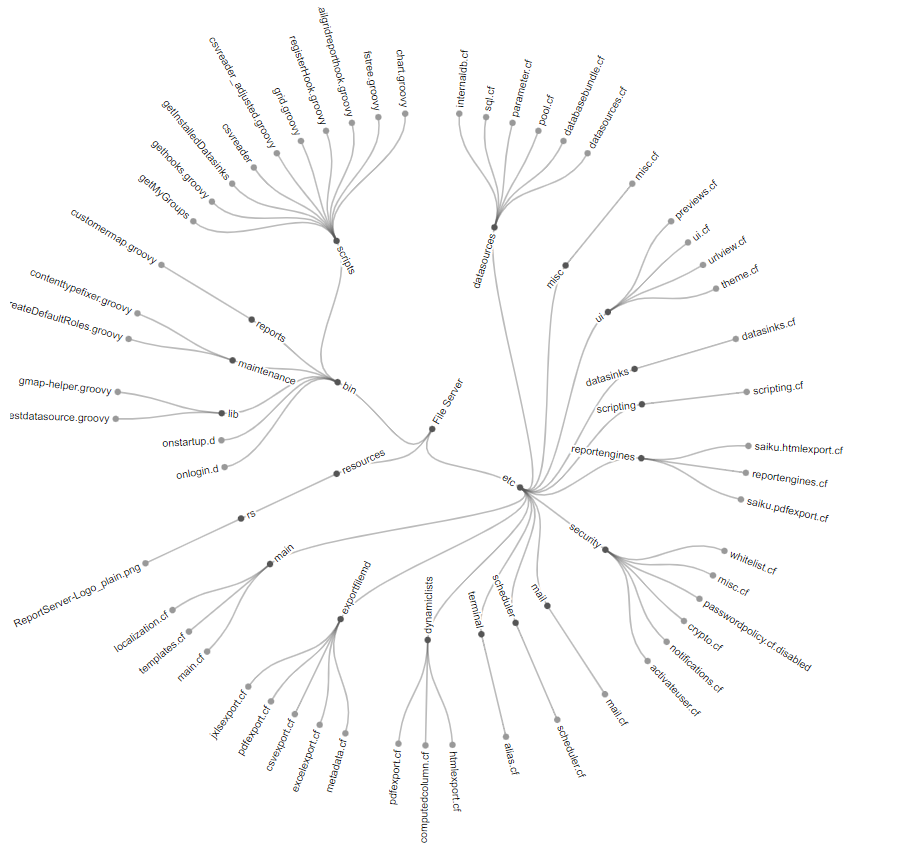 File Server
bin
scripts
getMyGroups
gethooks.groovy
getInstalledDatasinks
csvreader
csvreader_adjusted.groovy
grid.groovy
registerHook.groovy
ailgridreporthook.groovy
fstree.groovy
chart.groovy
reports
customermap.groovy
maintenance
contenttypefixer.groovy
reateDefaultRoles.groovy
lib
gmap-helper.groovy
estdatasource.groovy
onstartup.d
onlogin.d
resources
rs
ReportServer-Logo_plain.png
etc
datasources
internaldb.cf
sql.cf
parameter.cf
pool.cf
databasebundle.cf
datasources.cf
misc
misc.cf
ui
previews.cf
ui.cf
urlview.cf
theme.cf
datasinks
datasinks.cf
scripting
scripting.cf
reportengines
saiku.htmlexport.cf
reportengines.cf
saiku.pdfexport.cf
security
whitelist.cf
misc.cf
passwordpolicy.cf.disabled
crypto.cf
notifications.cf
activateuser.cf
mail
mail.cf
scheduler
scheduler.cf
terminal
alias.cf
dynamiclists
htmlexport.cf
computedcolumn.cf
pdfexport.cf
exportfilemd
metadata.cf
excelexport.cf
csvexport.cf
pdfexport.cf
jxlsexport.cf
main
main.cf
templates.cf
localization.cf